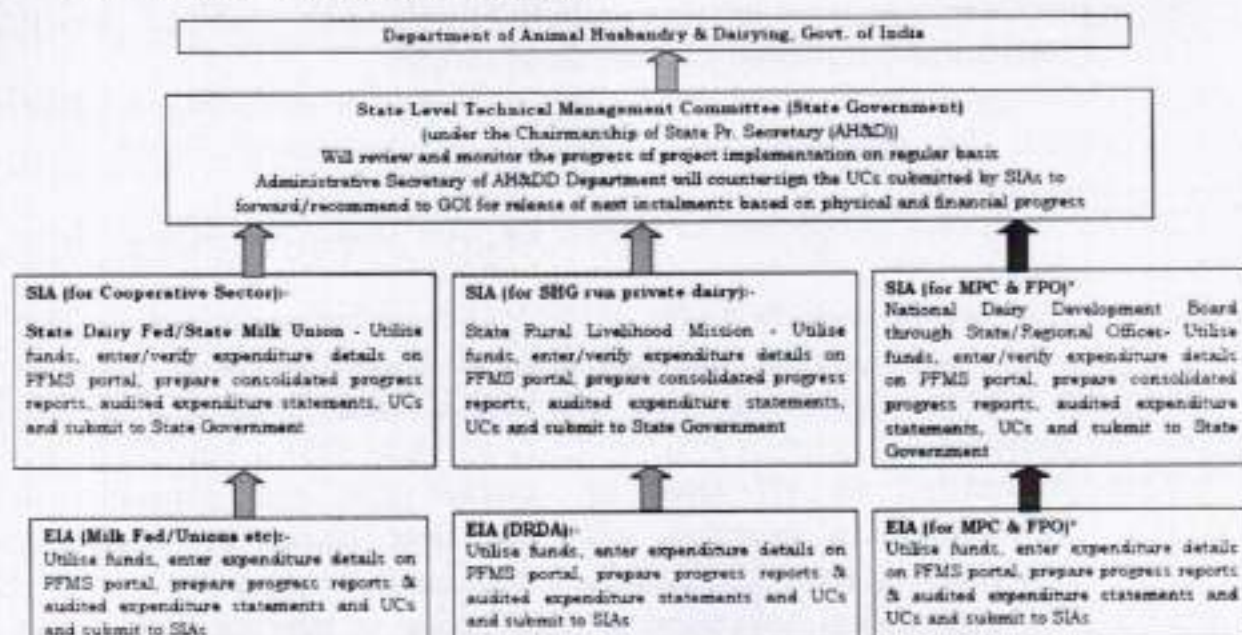 Department of Animal Husbandry & Dairying, Govt. of India
State Level Technical Management Committee (State Government)
(under the Chairmanship of State Pr. Secretary (AH&D))
Will review and monitor the progress of project implementation on regular basis
Administrative Secretary of AH&DD Department will countersign the UCs submitted by SIAs to
forward/recommend to GOI for release of next instalments based on physical and financial progress
SIA (for Cooperative Sector):-
State Dairy Fed/State Milk Union - Utilise
funds, enter/verify expenditure details on
PFMS portal, prepare consolidated progress
reports, audited expenditure statements, UCs
and submit to State Government
SIA (for SHG run private dairy):-
State Rural Livelihood Mission - Utilise
funds, enter/verify expenditure details on
PFMS portal, prepare consolidated progress
reports, audited expenditure statements,
UCs and submit to State Government
SIA (for MPC & FPO)*
National Dairy Development Board
through State/Regional Offices- Utilise
funds, enter/verify expenditure details
on PFMS portal, prepare consolidated
progress reports, audited expenditure
statements, UCs and submit to State
Government
EIA (Milk Fed/Unions etc):-
Utilise funds, enter expenditure details on
PFMS portal, prepare progress reports &
audited expenditure statements and UCs
and submit to SIAs
EIA (DRDA):-
Utilise funds, enter expenditure details on
PFMS portal, prepare progress reports &
audited expenditure statements and UCs
and submit to SIAs
EIA (for MPC & FPO)*
Utilise funds, enter expenditure details
on PFMS portal, prepare progress reports
& audited expenditure statements and
UCs and submit to SIAs